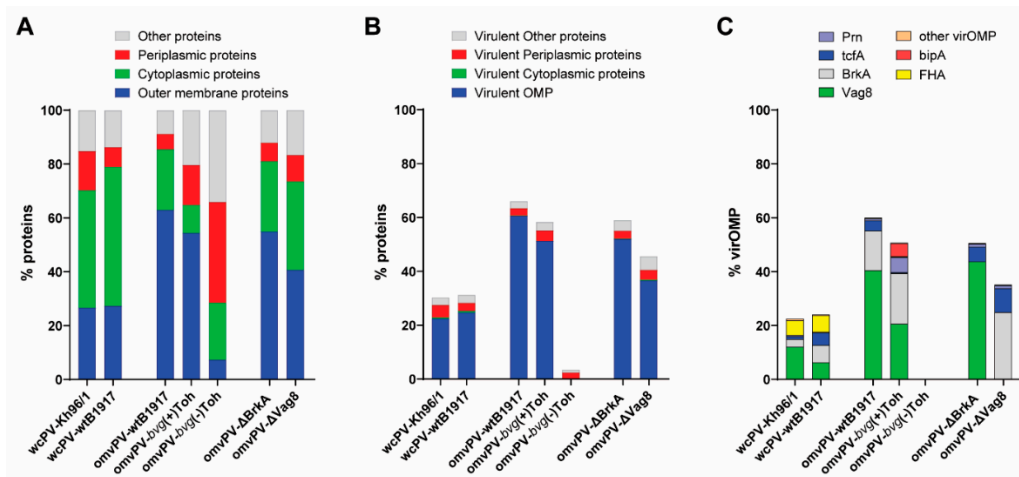 A
Other proteins
Periplasmic proteins
Cytoplasmic proteins
Outer membrane proteins
% proteins
100
80
60
40
20
0
wcPV-Kh96/1
wcPV-wtB1917
omvPV-wtB1917
omvPV-bvg(+)Toh
omvPV-bvg(-)Toh
omvPV-ΔBrkA
omvPV-ΔVag8
B
Virulent Other proteins
Virulent Periplasmic proteins
Virulent Cytoplasmic proteins
Virulent OMP
% proteins
100
80
60
40
20
0
wcPV-Kh96/1
wcPV-wtB1917
omvPV-wtB1917
omvPV-bvg(+)Toh
omvPV-bvg(-)Toh
omvPV-ΔBrkA
omvPV-ΔVag8
C
Prn
tcfA
BrkA
Vag8
other virOMP
bipA
FHA
% virOMP
100
80
60
40
20
0
wcPV-Kh96/1
wcPV-wtB1917
omvPV-wtB1917
omvPV-bvg(+)Toh
omvPV-bvg(-)Toh
omvPV-ΔBrkA
omvPV-ΔVag8